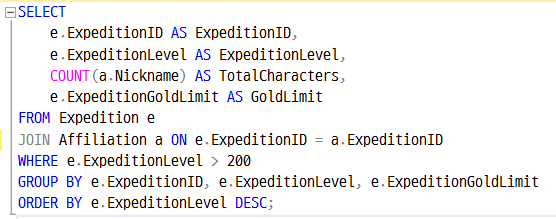 SELECT
e.ExpeditionID AS ExpeditionID,
e.ExpeditionLevel AS ExpeditionLevel,
COUNT(a.Nickname) AS TotalCharacters,
e.ExpeditionGoldLimit AS GoldLimit
FROM Expedition e
JOIN Affiliation a ON e.ExpeditionID = a.ExpeditionID
WHERE e.ExpeditionLevel > 200
GROUP BY e.ExpeditionID, e.ExpeditionLevel, e.ExpeditionGoldLimit
ORDER BY e.ExpeditionLevel DESC;